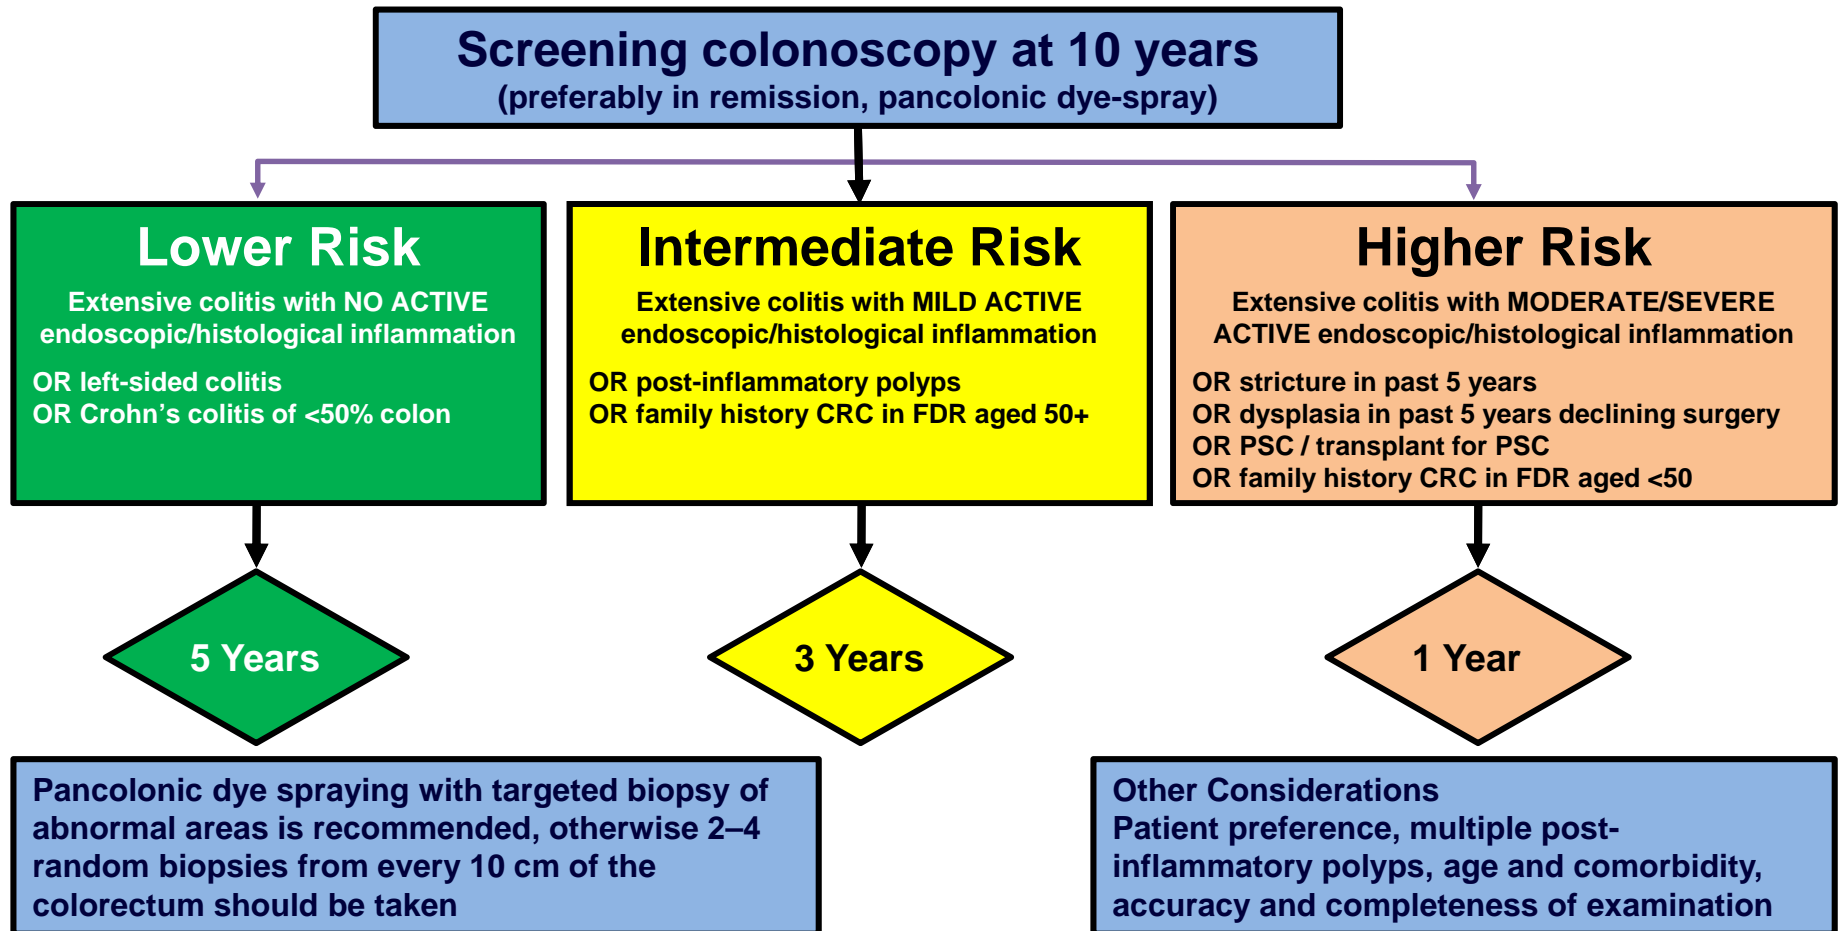 Screening colonoscopy at 10 years
(preferably in remission, pancolonic dye-spray)
Lower Risk
Extensive colitis with NO ACTIVE
endoscopic/histological inflammation
OR left-sided colitis
OR Crohn's colitis of <50% colon
Intermediate Risk
Extensive colitis with MILD ACTIVE
endoscopic/histological inflammation
OR post-inflammatory polyps
OR family history CRC in FDR aged 50+
Higher Risk
Extensive colitis with MODERATE/SEVERE
ACTIVE endoscopic/histological inflammation
OR stricture in past 5 years
OR dysplasia in past 5 years declining surgery
OR PSC / transplant for PSC
OR family history CRC in FDR aged <50
5 Years
3 Years
1 Year
Pancolonic dye spraying with targeted biopsy of
abnormal areas is recommended, otherwise 2–4
random biopsies from every 10 cm of the
colorectum should be taken
Other Considerations
Patient preference, multiple post-
inflammatory polyps, age and comorbidity,
accuracy and completeness of examination